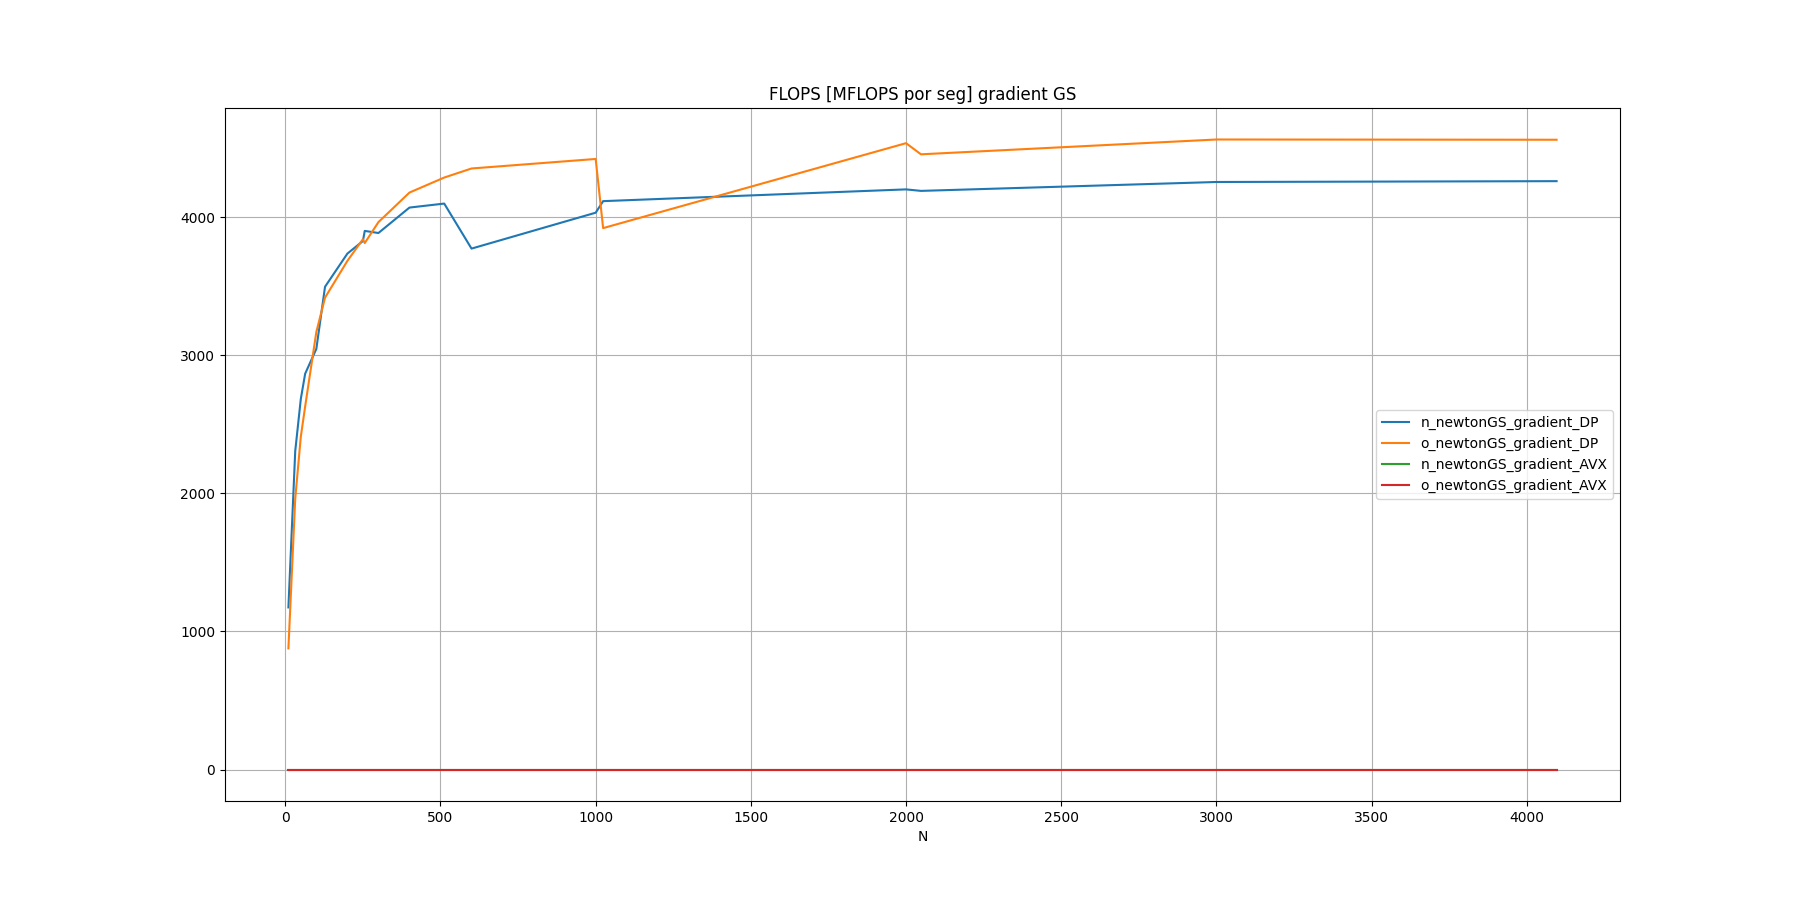 FLOPS [MFLOPS por seg] gradient GS
4000
3000
2000
1000
0
n_newtonGS_gradient_DP
o_newtonGS_gradient_DP
n_newtonGS_gradient_AVX
o_newtonGS_gradient_AVX
0 500 1000 1500 2000 2500 3000 3500 4000
N